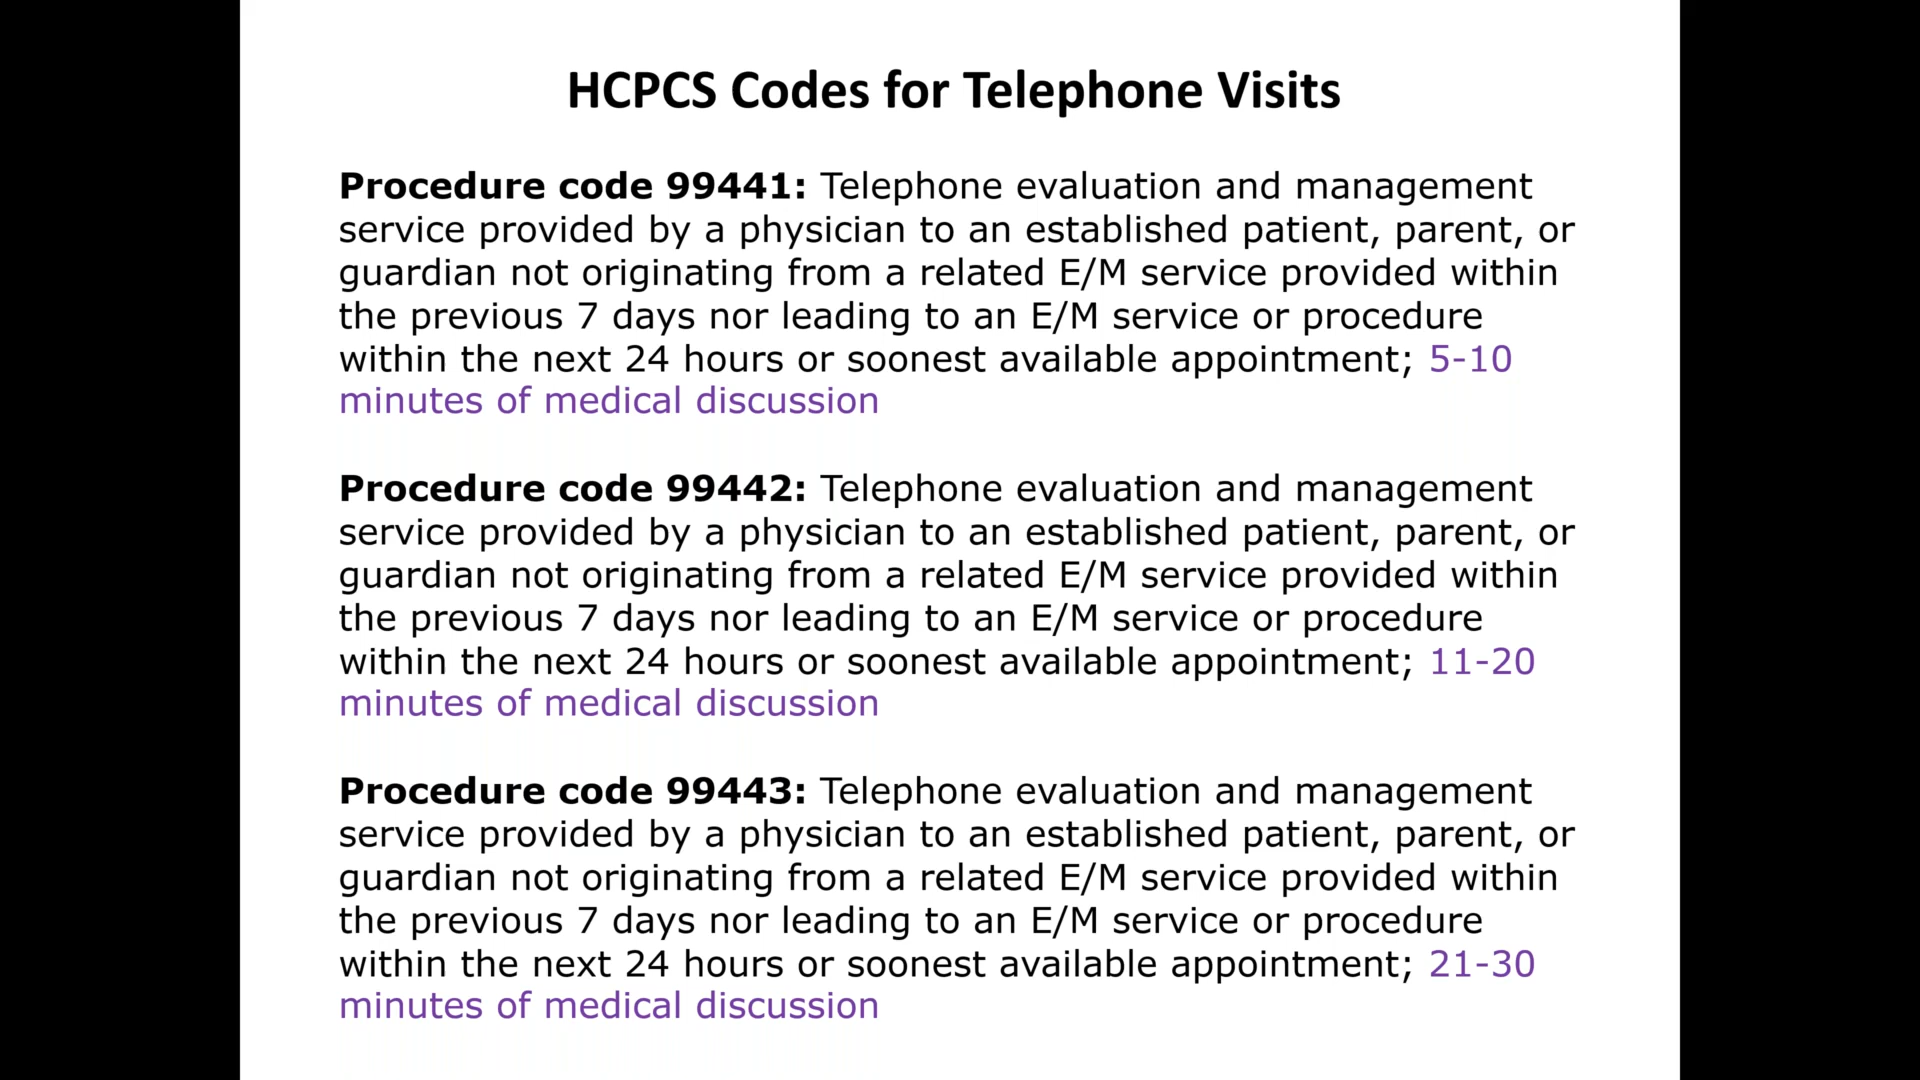 HCPCS Codes for Telephone Visits
Procedure code 99441: Telephone evaluation and management
service provided by a physician to an established patient, parent, or
guardian not originating from a related E/M service provided within
the previous 7 days nor leading to an E/M service or procedure
within the next 24 hours or soonest available appointment; 5-10
minutes of medical discussion
Procedure code 99442: Telephone evaluation and management
service provided by a physician to an established patient, parent, or
guardian not originating from a related E/M service provided within
the previous 7 days nor leading to an E/M service or procedure
within the next 24 hours or soonest available appointment; 11-20
minutes of medical discussion
Procedure code 99443: Telephone evaluation and management
service provided by a physician to an established patient, parent, or
guardian not originating from a related E/M service provided within
the previous 7 days nor leading to an E/M service or procedure
within the next 24 hours or soonest available appointment; 21-30
minutes of medical discussion